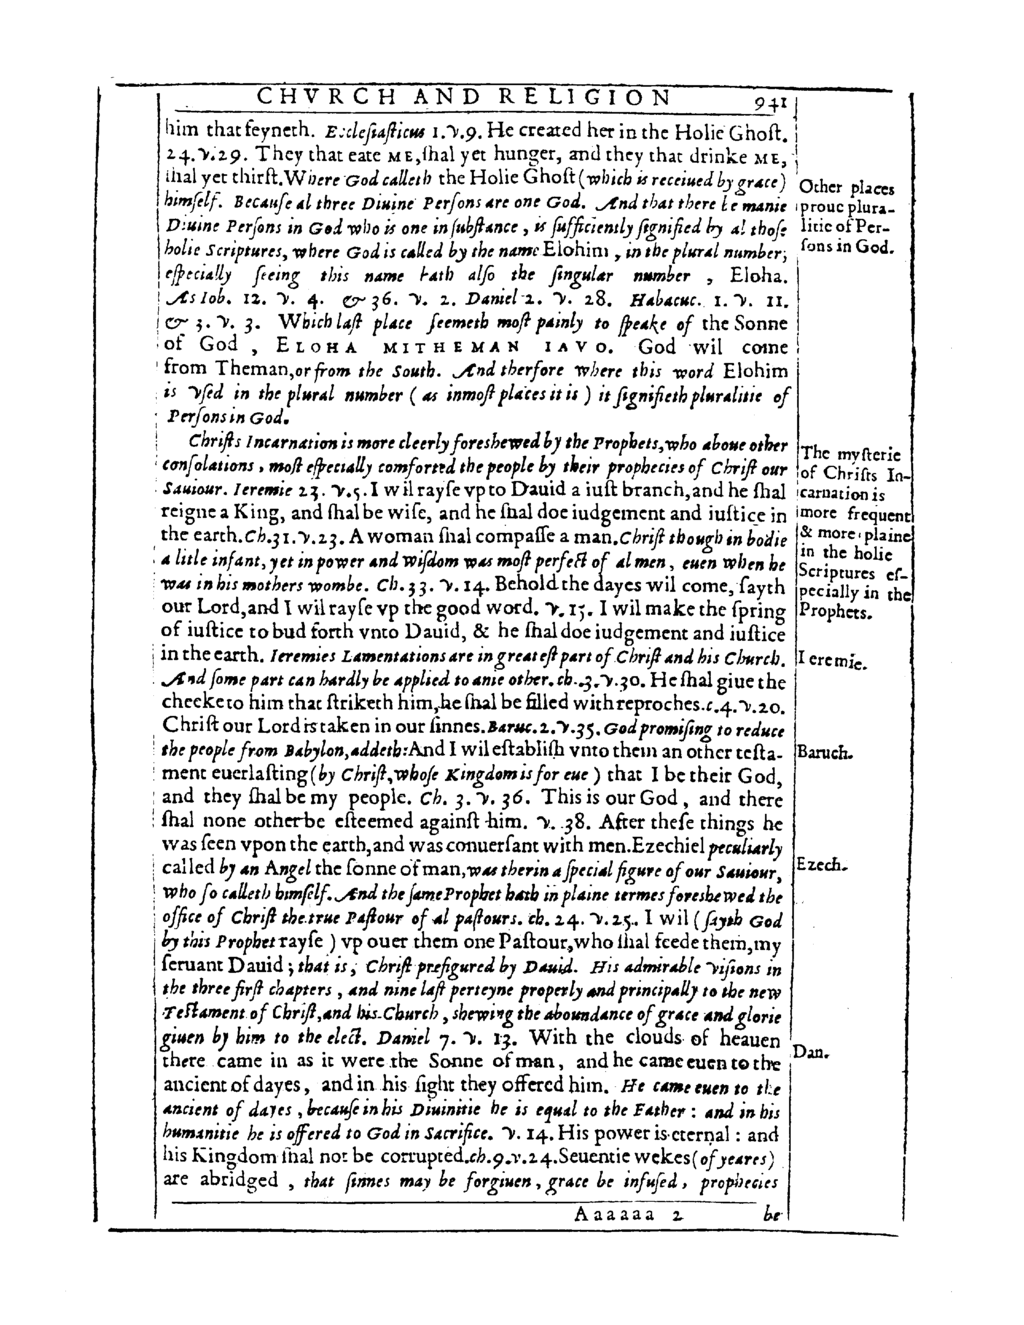 CHVRCH AND RELIGION 941
him that feyneth. Ecclesiaſticus 1.v.9. He created her in the Holie Ghoſt.
24.v.29. They that eate ME, ſhal yet hunger, and they that drinke ME,
ſhal yet thirſt. Where God calleth the Holie Ghoſt (which is receiued by grace)
himſelf. Becauſe al three Diuine Perſons are one God. And that there be manie
Diuine Perſons in God who is one in ſubſtance, is ſufficiently ſignified by al thoſe
holie Scriptures, where God is called by the name Elohim, in the plural number;
eſpecially ſeeing this name hath alſo the ſingular number, Eloha.
As Iob. 12. v. 4. & 36. v. 2. Daniel 2. v. 28. Habacuc. 1. v. 11.
& 3. v. 3. Which laſt place ſeemeth moſt painly to ſpeake of the Sonne
of God, ELOHA MITHEMAN IAVO. God wil come
from Theman, or from the South. And therfore where this word Elohim
is vſed in the plural number (as in moſt places it is) it ſignifieth pluralitie of
Perſons in God.
Other places
proue plura-
litie of Per-
ſons in God.
Chriſts Incarnation is more cleerly foreshewed by the Prophets, who aboue other
conſolations, moſt eſpecially comforted the people by their prophecies of Chriſt our
Sauiour. Ieremie 23. v.5. I wil rayſe vp to Dauid a iuſt branch, and he ſhal
reigne a King, and ſhal be wiſe, and he ſhal doe iudgement and iuſtice in
the earth. Ch.31.v.23. A woman ſhal compaſſe a man. Chriſt though in bodie
a litle infant, yet in power and wiſdom was moſt perfect of al men, euen when he
was in his mothers wombe. Ch.33. v.14. Behold the dayes wil come, ſayth
our Lord, and I wil rayſe vp the good word. v.15. I wil make the ſpring
of iuſtice to bud forth vnto Dauid, & he ſhal doe iudgement and iuſtice
in the earth. Ieremies Lamentations are in greateſt part of Chriſt and his Church.
And ſome part can hardly be applied to anie other. ch.3.v.30. He ſhal giue the
cheeke to him that ſtriketh him, he ſhal be filled with reproches. c.4.v.20.
Chriſt our Lord is taken in our ſinnes. Baruc.2.v.35. God promiſing to reduce
the people from Babylon, addeth: And I wil eſtabliſh vnto them an other teſta-
ment euerlaſting (by Chriſt, whoſe Kingdom is for euer) that I be their God,
and they ſhal be my people. Ch. 3.v. 36. This is our God, and there
ſhal none other be eſteemed againſt him. v. 38. After theſe things he
was ſeen vpon the earth, and was conuerſant with men. Ezechiel peculiarly
called by an Angel the ſonne of man, was therin a ſpecial figure of our Sauiour,
who ſo calleth himſelf. And the ſame Prophet hath in plaine termes foreshewed the
office of Chriſt the true Paſtour of al paſtours. ch. 24. v.25. I wil (ſayth God
by this Prophet rayſe) vp ouer them one Paſtour, who ſhal feede them, my
ſeruant Dauid; that is, Chriſt prefigured by Dauid. His admirable viſions in
the three firſt chapters, and nine laſt perteyne properly and principally to the new
Teſtament of Chriſt, and his Church, shewing the aboundance of grace and glorie
giuen by him to the elect. Daniel 7. v. 13. With the clouds of heauen
there came in as it were the Sonne of man, and he came euen to the
ancient of dayes, and in his ſight they offered him. He came euen to the
ancient of dayes, becauſe in his Diuinitie he is equal to the Father: and in his
humanitie he is offered to God in Sacrifice. v. 14. His power is eternal: and
his Kingdom ſhal not be corrupted. ch.9.v.24. Seuentie wekes (of yeares)
are abridged, that ſinnes may be forgiuen, grace be infuſed, prophecies
The myſterie
of Chriſts In-
carnation is
more frequent
& more plaine
in the holie
Scriptures eſ-
pecially in the
Prophets.
Ieremie.
Baruch.
Ezech.
Dan.
Aaaaaa 2 be